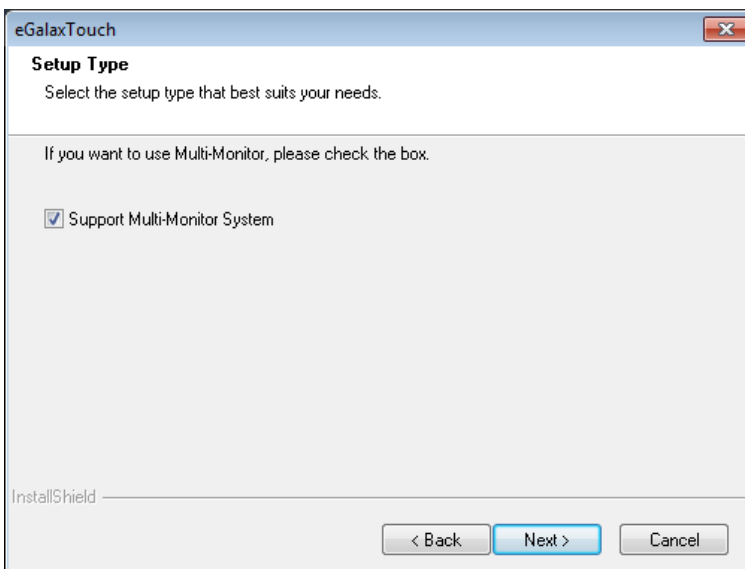 eGalaxTouch
Setup Type
Select the setup type that best suits your needs.
If you want to use Multi-Monitor, please check the box.
Support Multi-Monitor System
InstallShield
< Back Next > Cancel